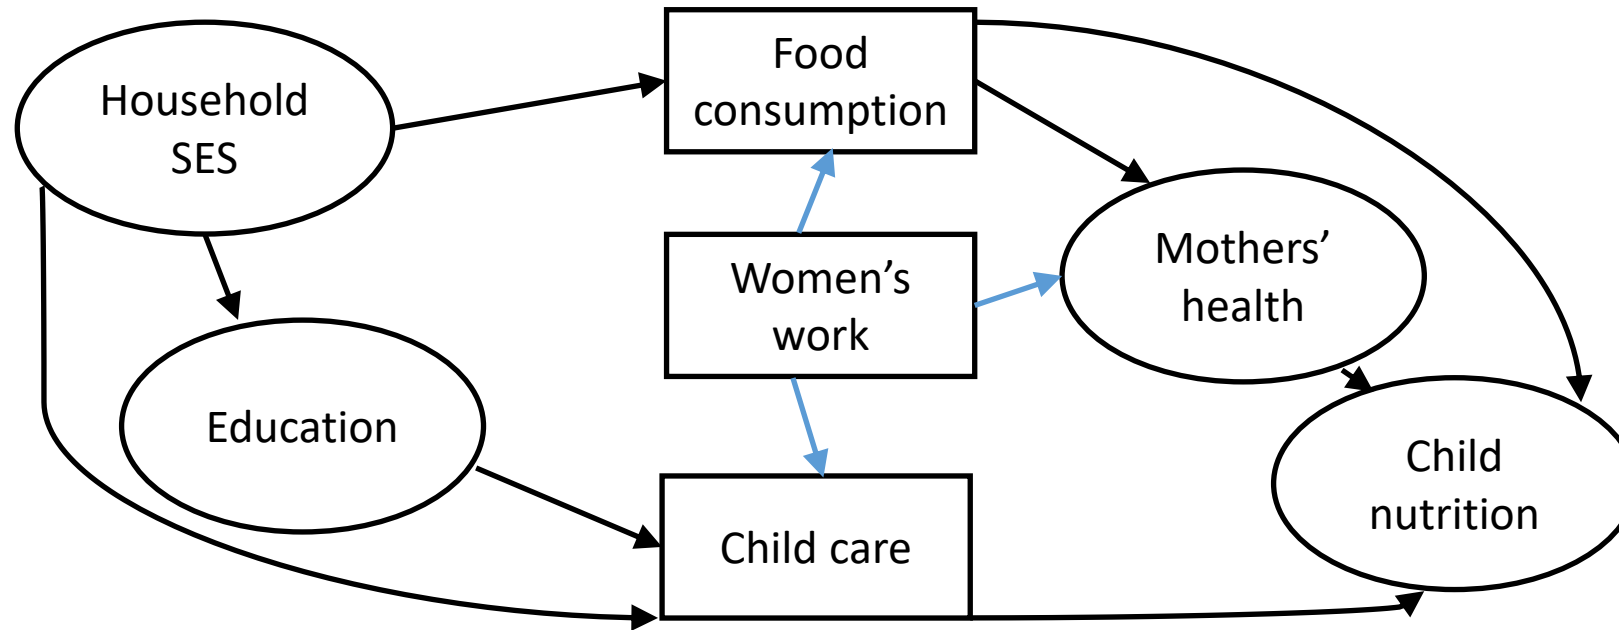 Household
SES
Food
consumption
Women’s
work
Mothers’
health
Education
Child care
Child
nutrition